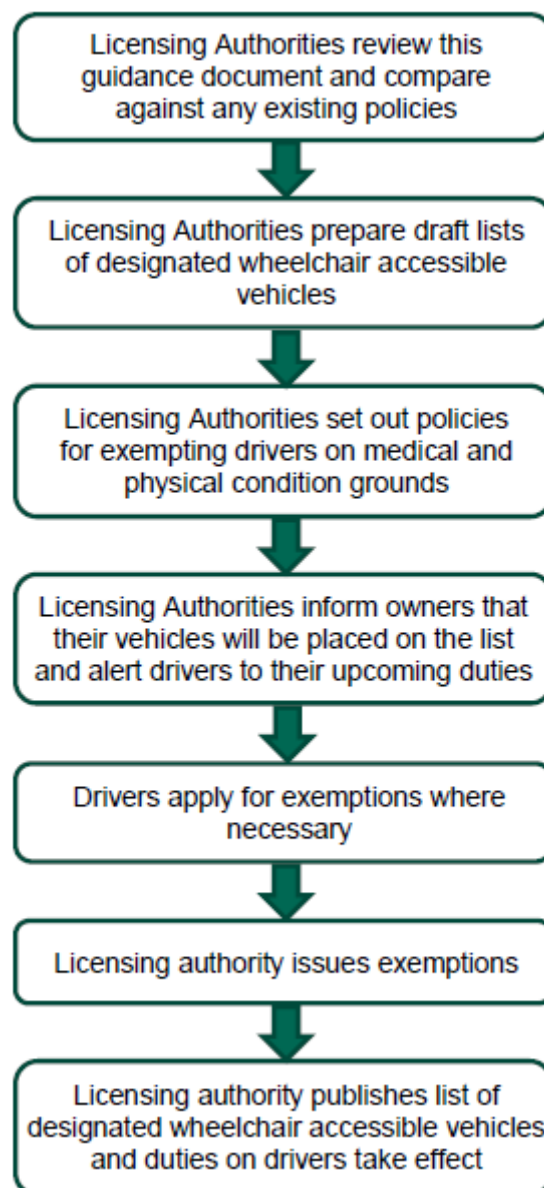 Licensing Authorities review this
guidance document and compare
against any existing policies
Licensing Authorities prepare draft lists
of designated wheelchair accessible
vehicles
Licensing Authorities set out policies
for exempting drivers on medical and
physical condition grounds
Licensing Authorities inform owners that
their vehicles will be placed on the list
and alert drivers to their upcoming duties
Drivers apply for exemptions where
necessary
Licensing authority issues exemptions
Licensing authority publishes list of
designated wheelchair accessible vehicles
and duties on drivers take effect